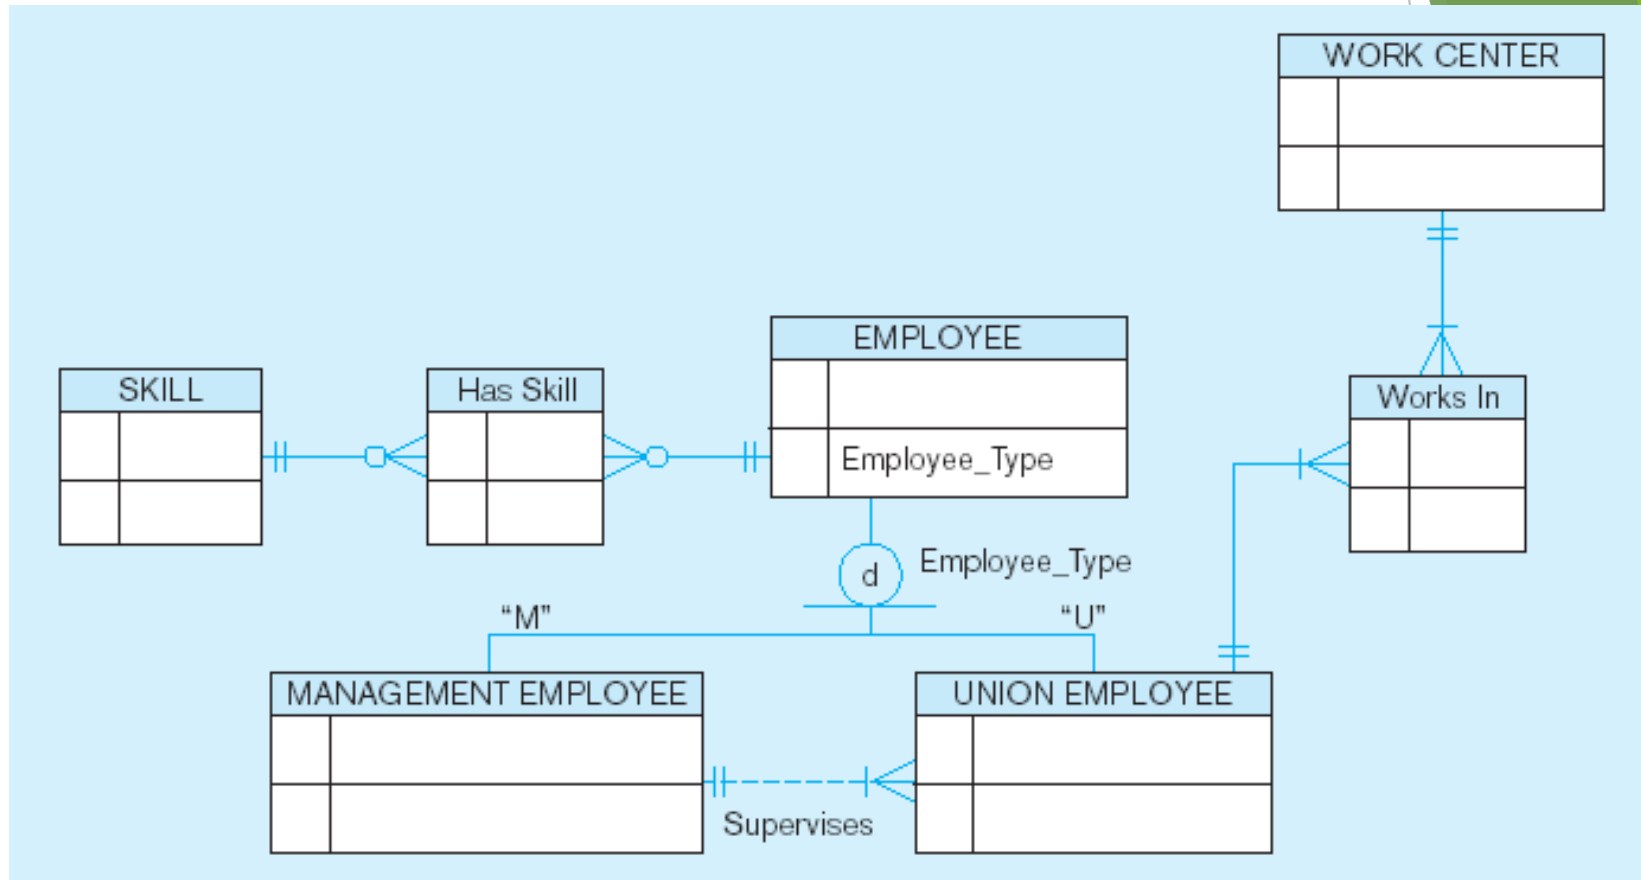 WORK CENTER
EMPLOYEE
SKILL
Has Skill
Works In
Employee_Type
Employee_Type
d
“M”
“U”
MANAGEMENT EMPLOYEE
UNION EMPLOYEE
Supervises